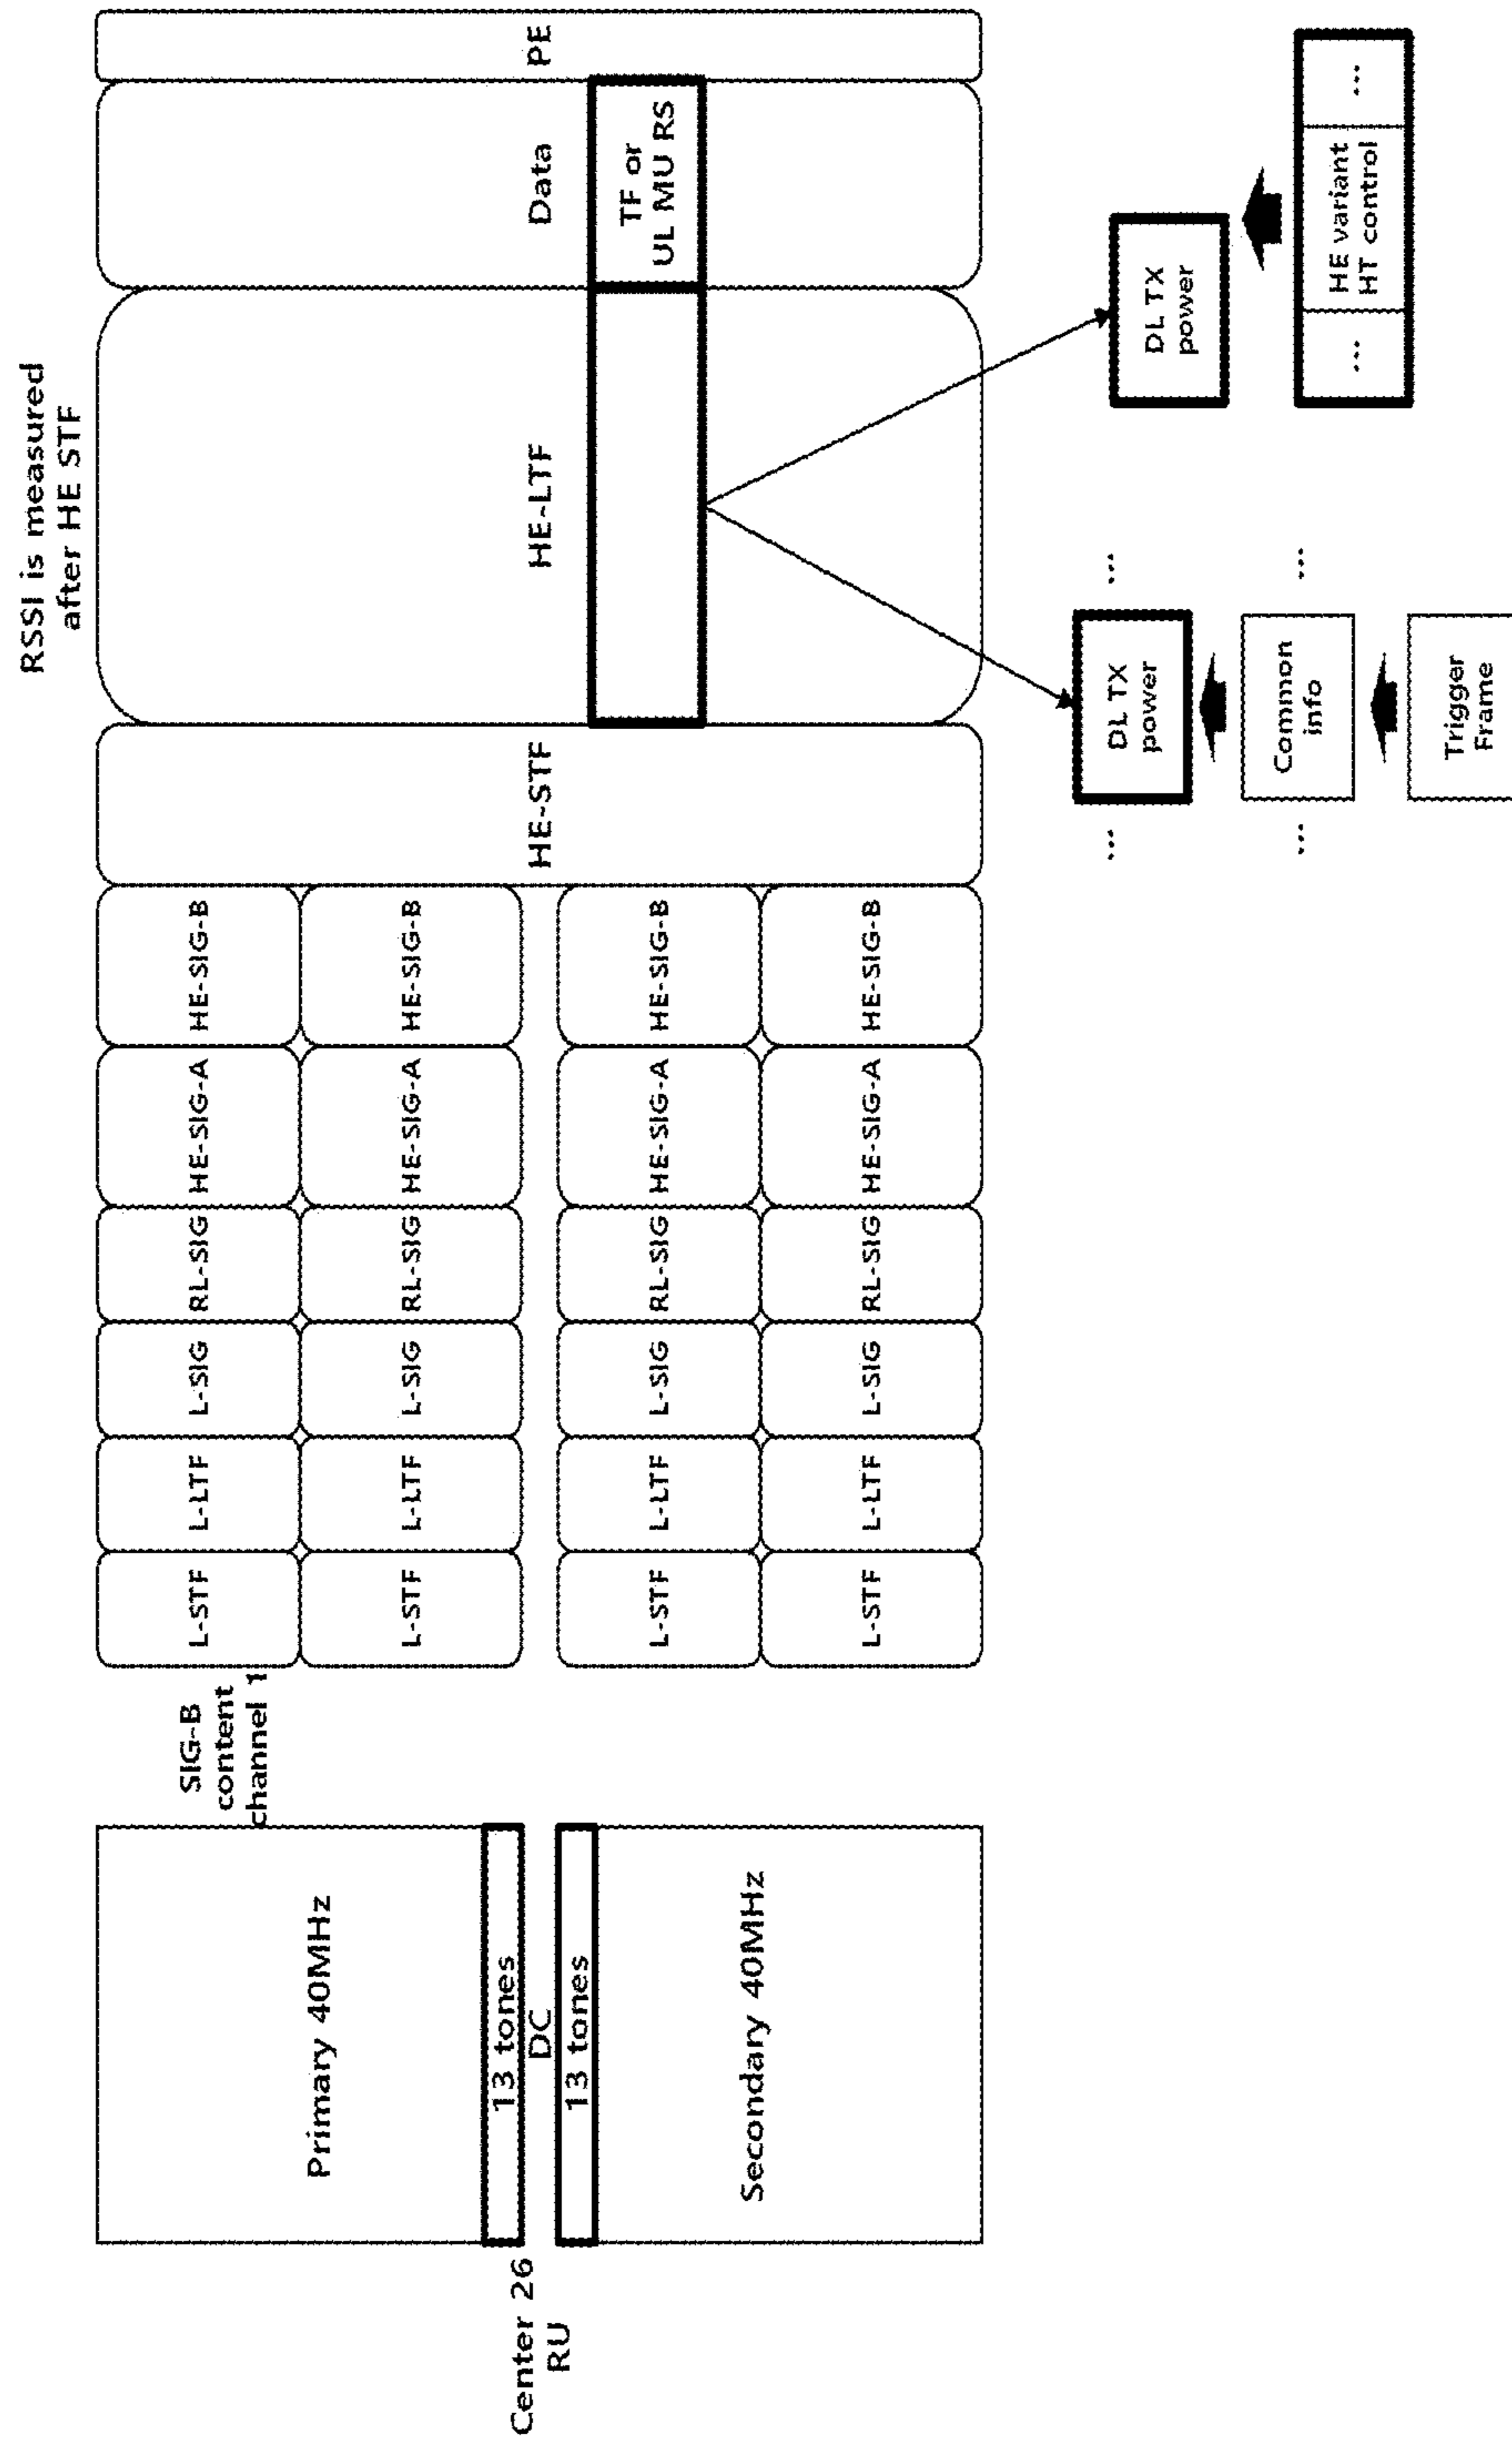 RSSI is measured
after HE STF
Center 26
RU
Primary 40MHz
13 tones
DC
13 tones
Secondary 40MHz
SIG-B
content
channel 1
L-STF
L-LTF
L-SIG
RL-SIG
HE-SIG-A
HE-SIG-B
L-STF
L-LTF
L-SIG
RL-SIG
HE-SIG-A
HE-SIG-B
L-STF
L-LTF
L-SIG
RL-SIG
HE-SIG-A
HE-SIG-B
L-STF
L-LTF
L-SIG
RL-SIG
HE-SIG-A
HE-SIG-B
HE-STF
HE-LTF
Data
PE
TF or
UL MU RS
...
DL TX
power
...
...
Common
info
...
Trigger
Frame
DL TX
power
...
HE variant
HT control
...